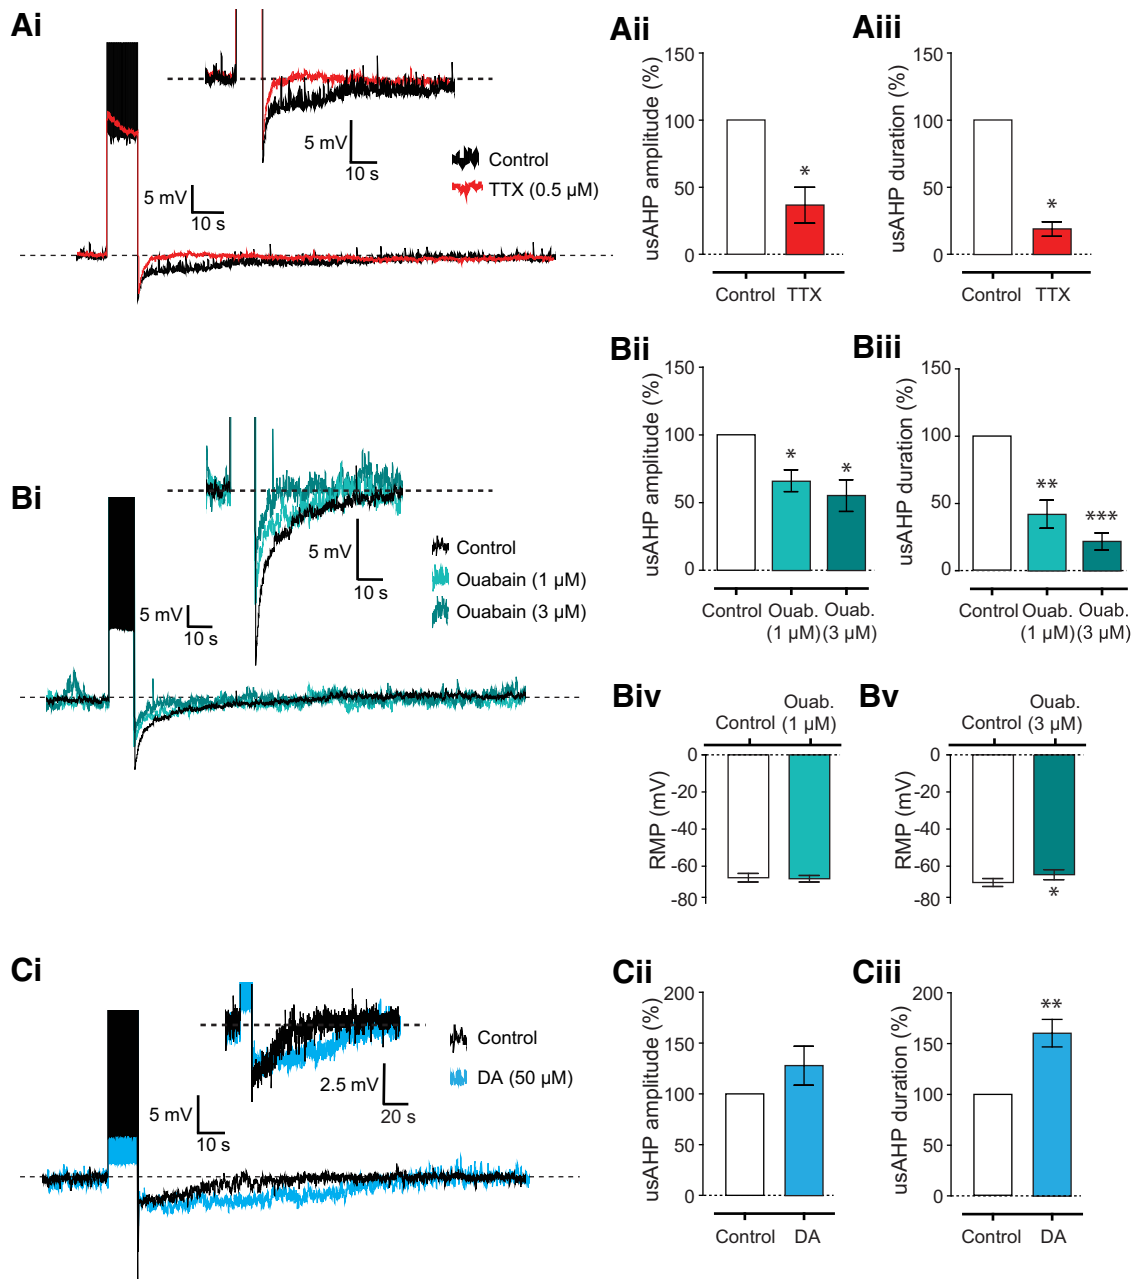 Ai
5 mV
10 s
Control
TTX (0.5 µM)
5 mV
10 s
Aii
usAHP amplitude (%)
150
100
50
0
Control TTX
Aiii
usAHP duration (%)
150
100
50
0
*
*
Control TTX
Bi
5 mV
10 s
Control
Ouabain (1 µM)
Ouabain (3 µM)
5 mV
10 s
Bii
usAHP amplitude (%)
150
100
50
0
*
*
Control Ouab. Ouab.
(1 µM) (3 µM)
Biii
usAHP duration (%)
150
100
50
0
**
***
Control Ouab. Ouab.
(1 µM) (3 µM)
Biv
Ouab.
Control (1 µM)
RMP (mV)
0
-20
-40
-60
-80
Bv
Ouab.
Control (3 µM)
RMP (mV)
0
-20
-40
-60
-80
*
Ci
Control
DA (50 µM)
2.5 mV
20 s
5 mV
10 s
Cii
usAHP amplitude (%)
200
150
100
50
0
Control DA
Ciii
usAHP duration (%)
200
150
100
50
0
**
Control DA